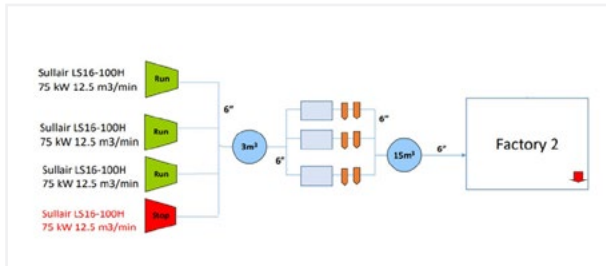 Sullair LS16-100H
75 kW 12.5 m3/min
Run
Sullair LS16-100H
75 kW 12.5 m3/min
Run
Sullair LS16-100H
75 kW 12.5 m3/min
Run
Sullair LS16-100H
75 kW 12.5 m3/min
Stop
6"
3m³
6"
6"
15m³
6"
Factory 2